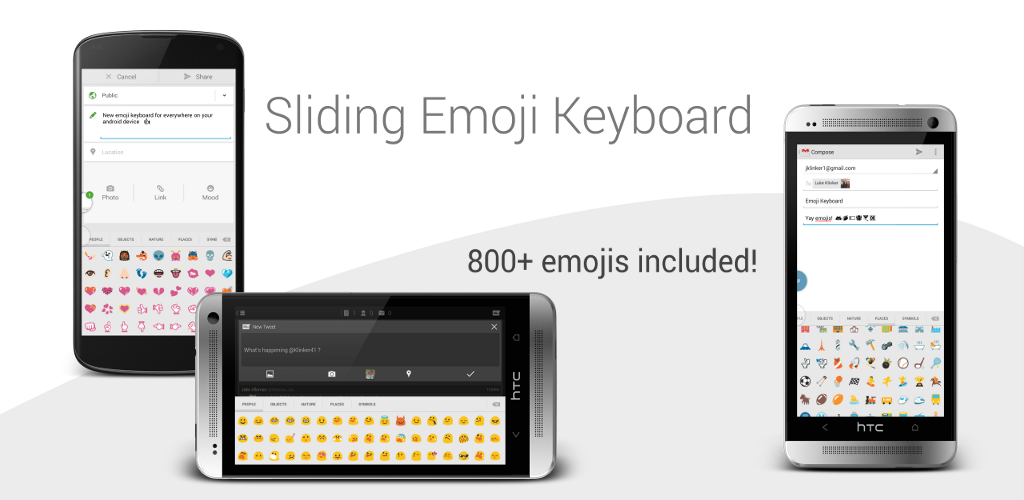 Sliding Emoji Keyboard
800+ emojis included!
Cancel
Share
Public
New emoji keyboard for everywhere on your
android device
Location
Photo
Link
Mood
PEOPLE OBJECTS NATURE PLACES
New Tweet
What's happening @Klinker41 ?
PEOPLE OBJECTS NATURE PLACES SYMBOLS
hTC
Compose
jklinker1@gmail.com
To Luke Klinker
Emoji Keyboard
Yay emojis!
OBJECTS NATURE PLACES SYMBOLS
hTC